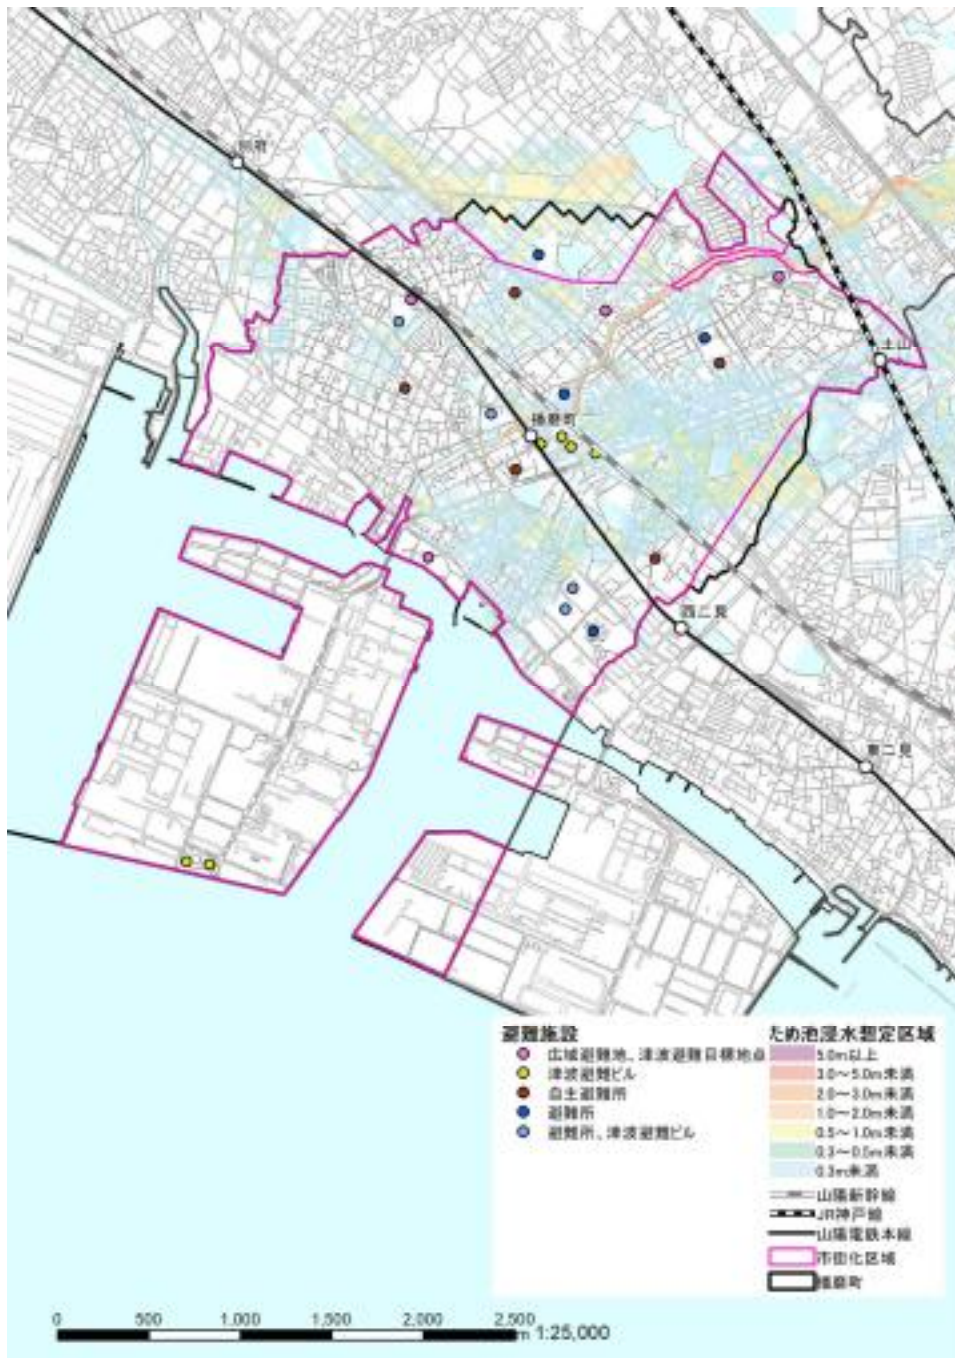 別府
土山
播磨町
西二見
東二見
避難施設
広域避難地、津波避難目標地点
津波避難ビル
自主避難所
避難所
避難所、津波避難ビル
ため池浸水想定区域
5.0m以上
3.0～5.0m未満
2.0～3.0m未満
1.0～2.0m未満
0.5～1.0m未満
0.3～0.5m未満
0.3m未満
山陽新幹線
JR神戸線
山陽電鉄本線
市街化区域
播磨町
0 500 1,000 1,500 2,000 2,500
m 1:25,000